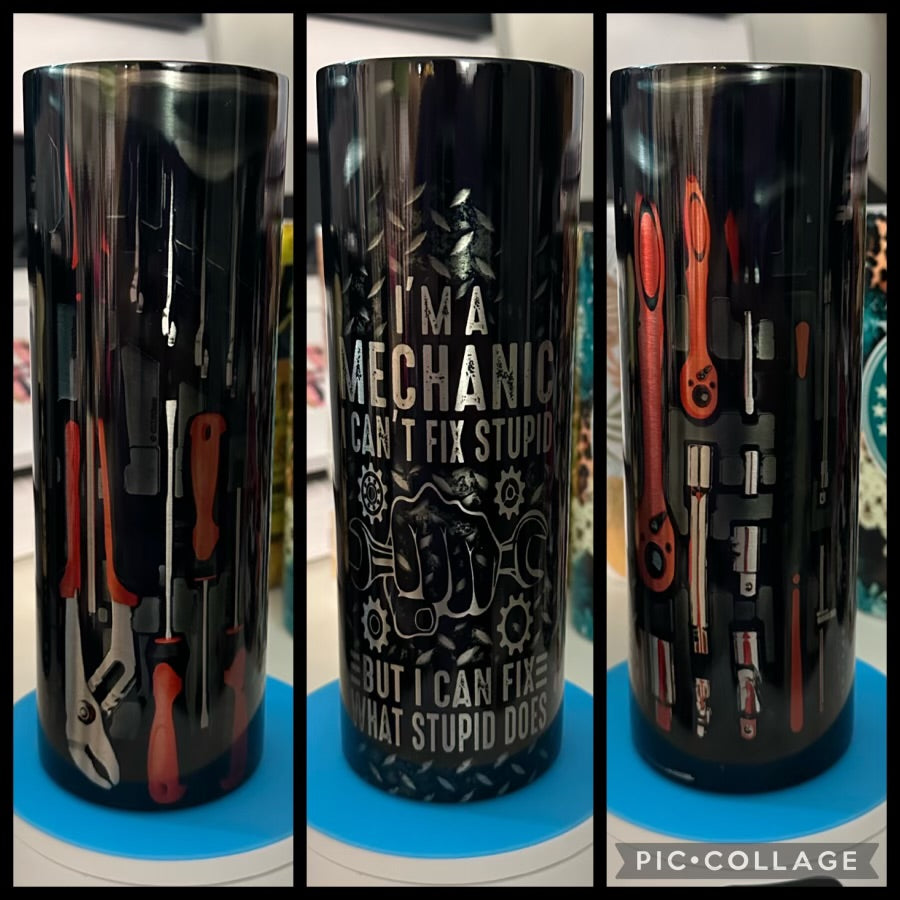 I'M A
MECHANIC
I CAN'T FIX STUPID
BUT I CAN FIX
WHAT STUPID DOES
PIC•COLLAGE